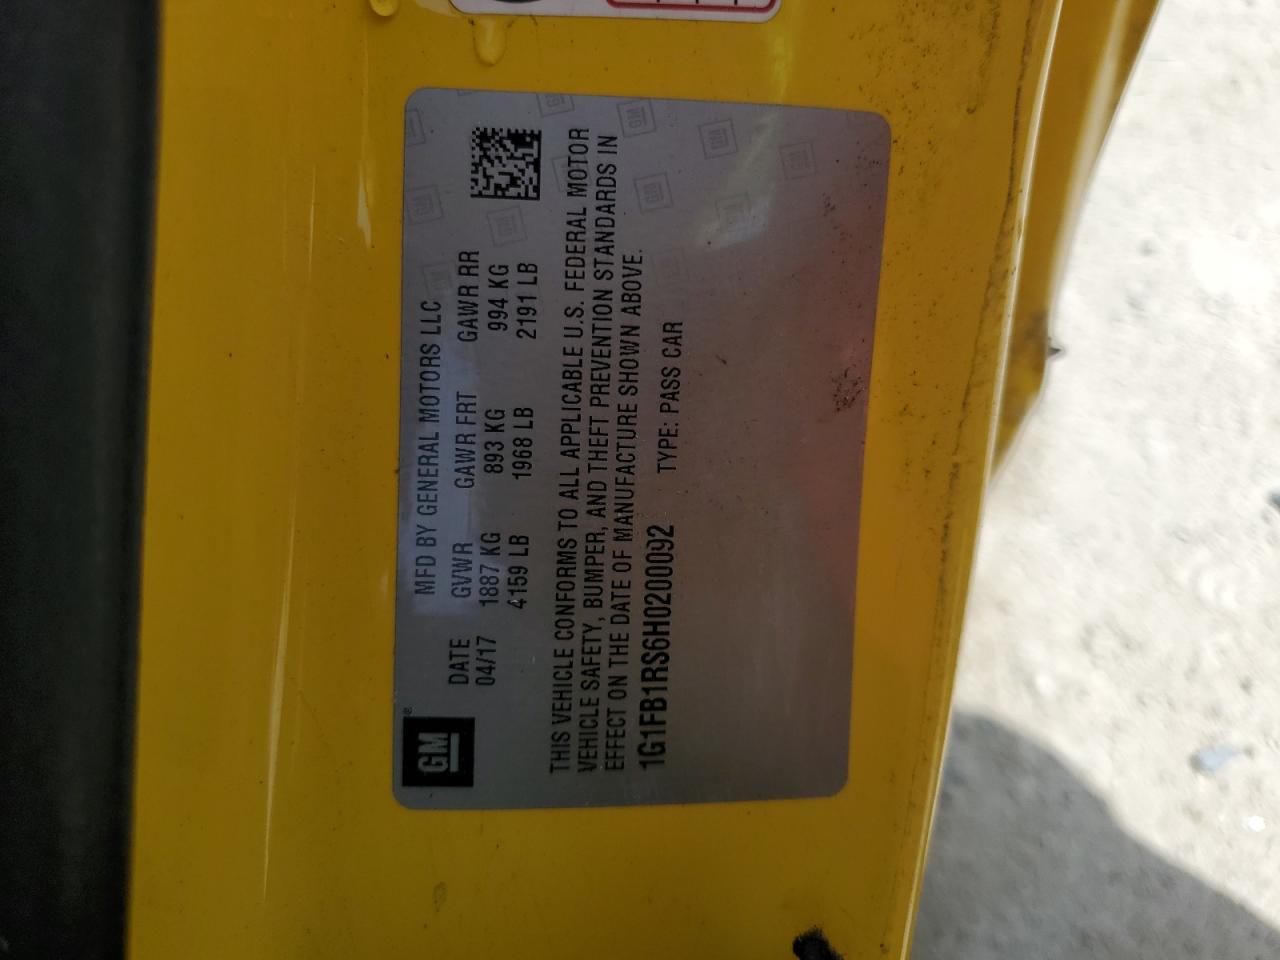 GM®
MFD BY GENERAL MOTORS LLC
DATE GVWR GAWR FRT GAWR RR
04/17 1887 KG 893 KG 994 KG
4159 LB 1968 LB 2191 LB
THIS VEHICLE CONFORMS TO ALL APPLICABLE U.S. FEDERAL MOTOR
VEHICLE SAFETY, BUMPER, AND THEFT PREVENTION STANDARDS IN
EFFECT ON THE DATE OF MANUFACTURE SHOWN ABOVE.
1G1FB1RS6H0200092 TYPE: PASS CAR